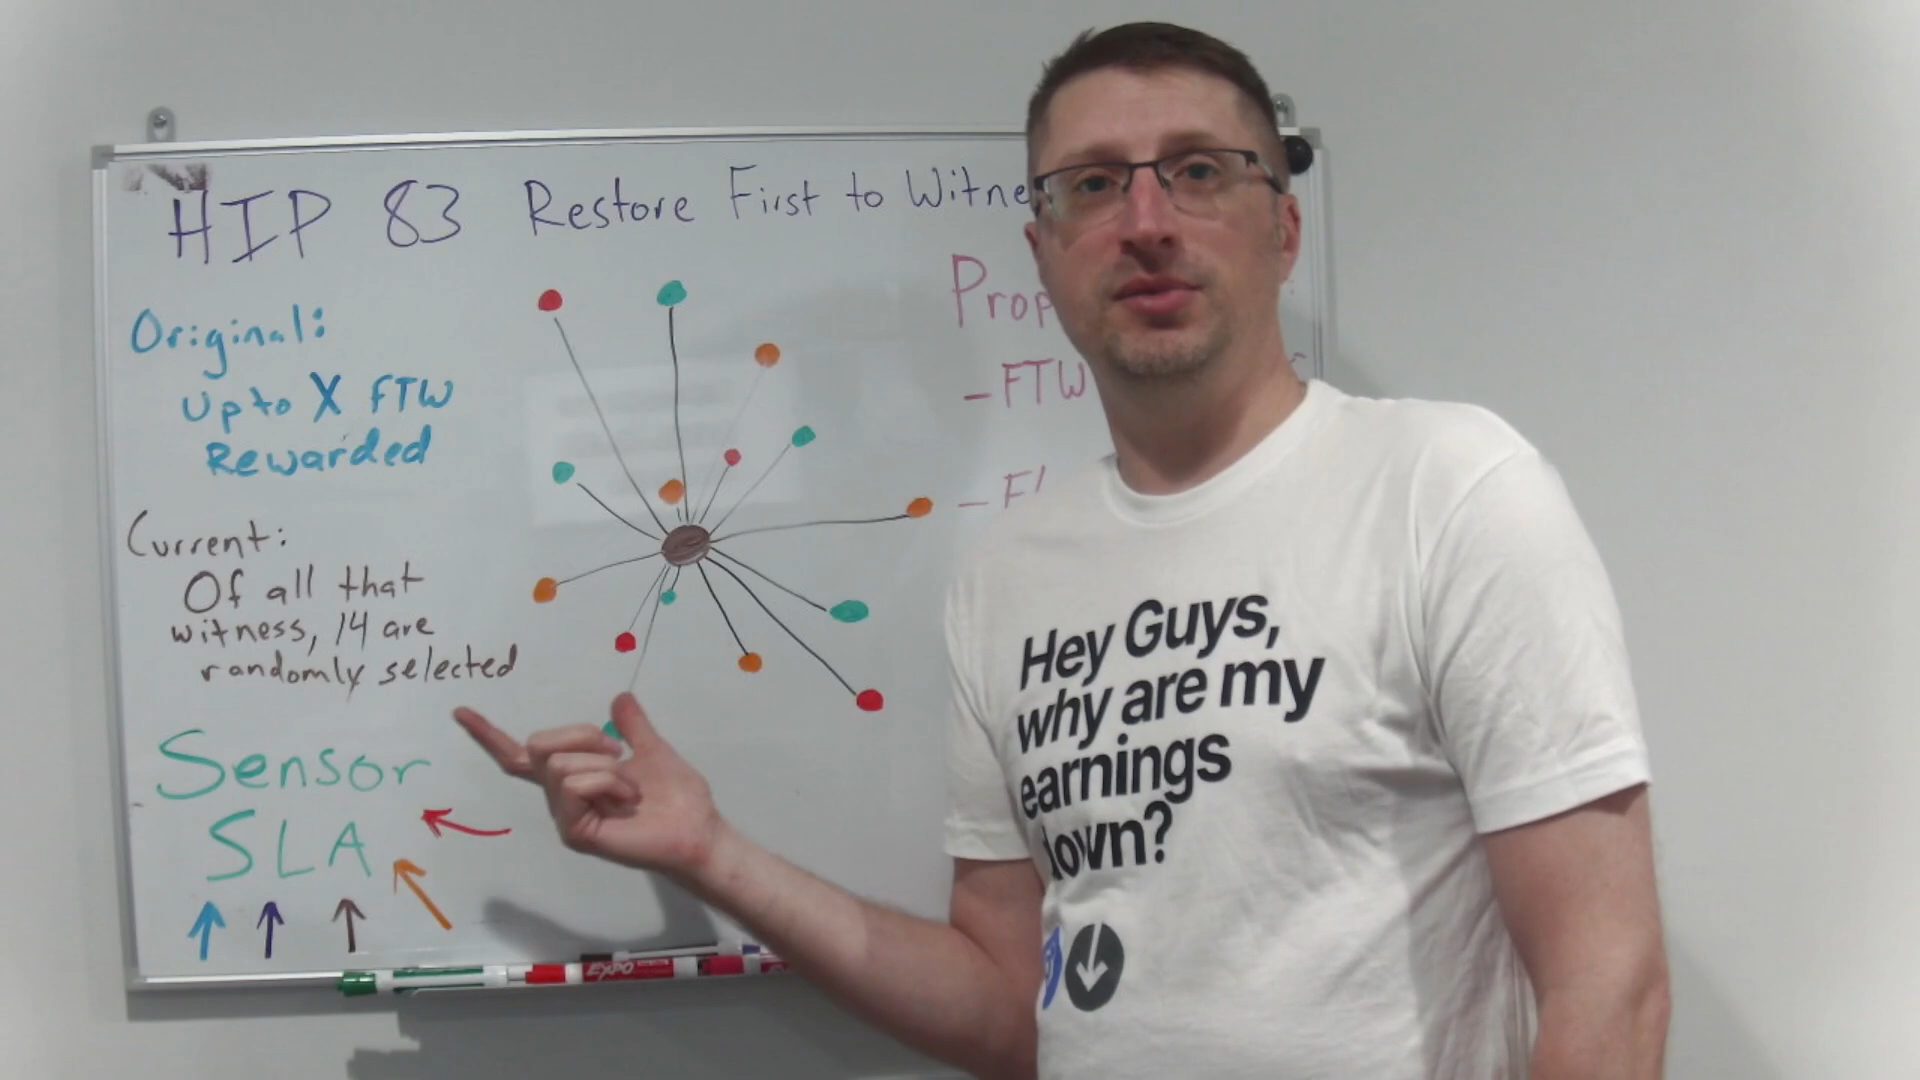 HIP 83 Restore First to Witne
Original:
Up to X FTW
Rewarded
Current:
Of all that
witness, 14 are
randomly selected
Sensor
SLA
Prop
- FTW
- F
Hey Guys,
why are my
earnings
down?
EXPO